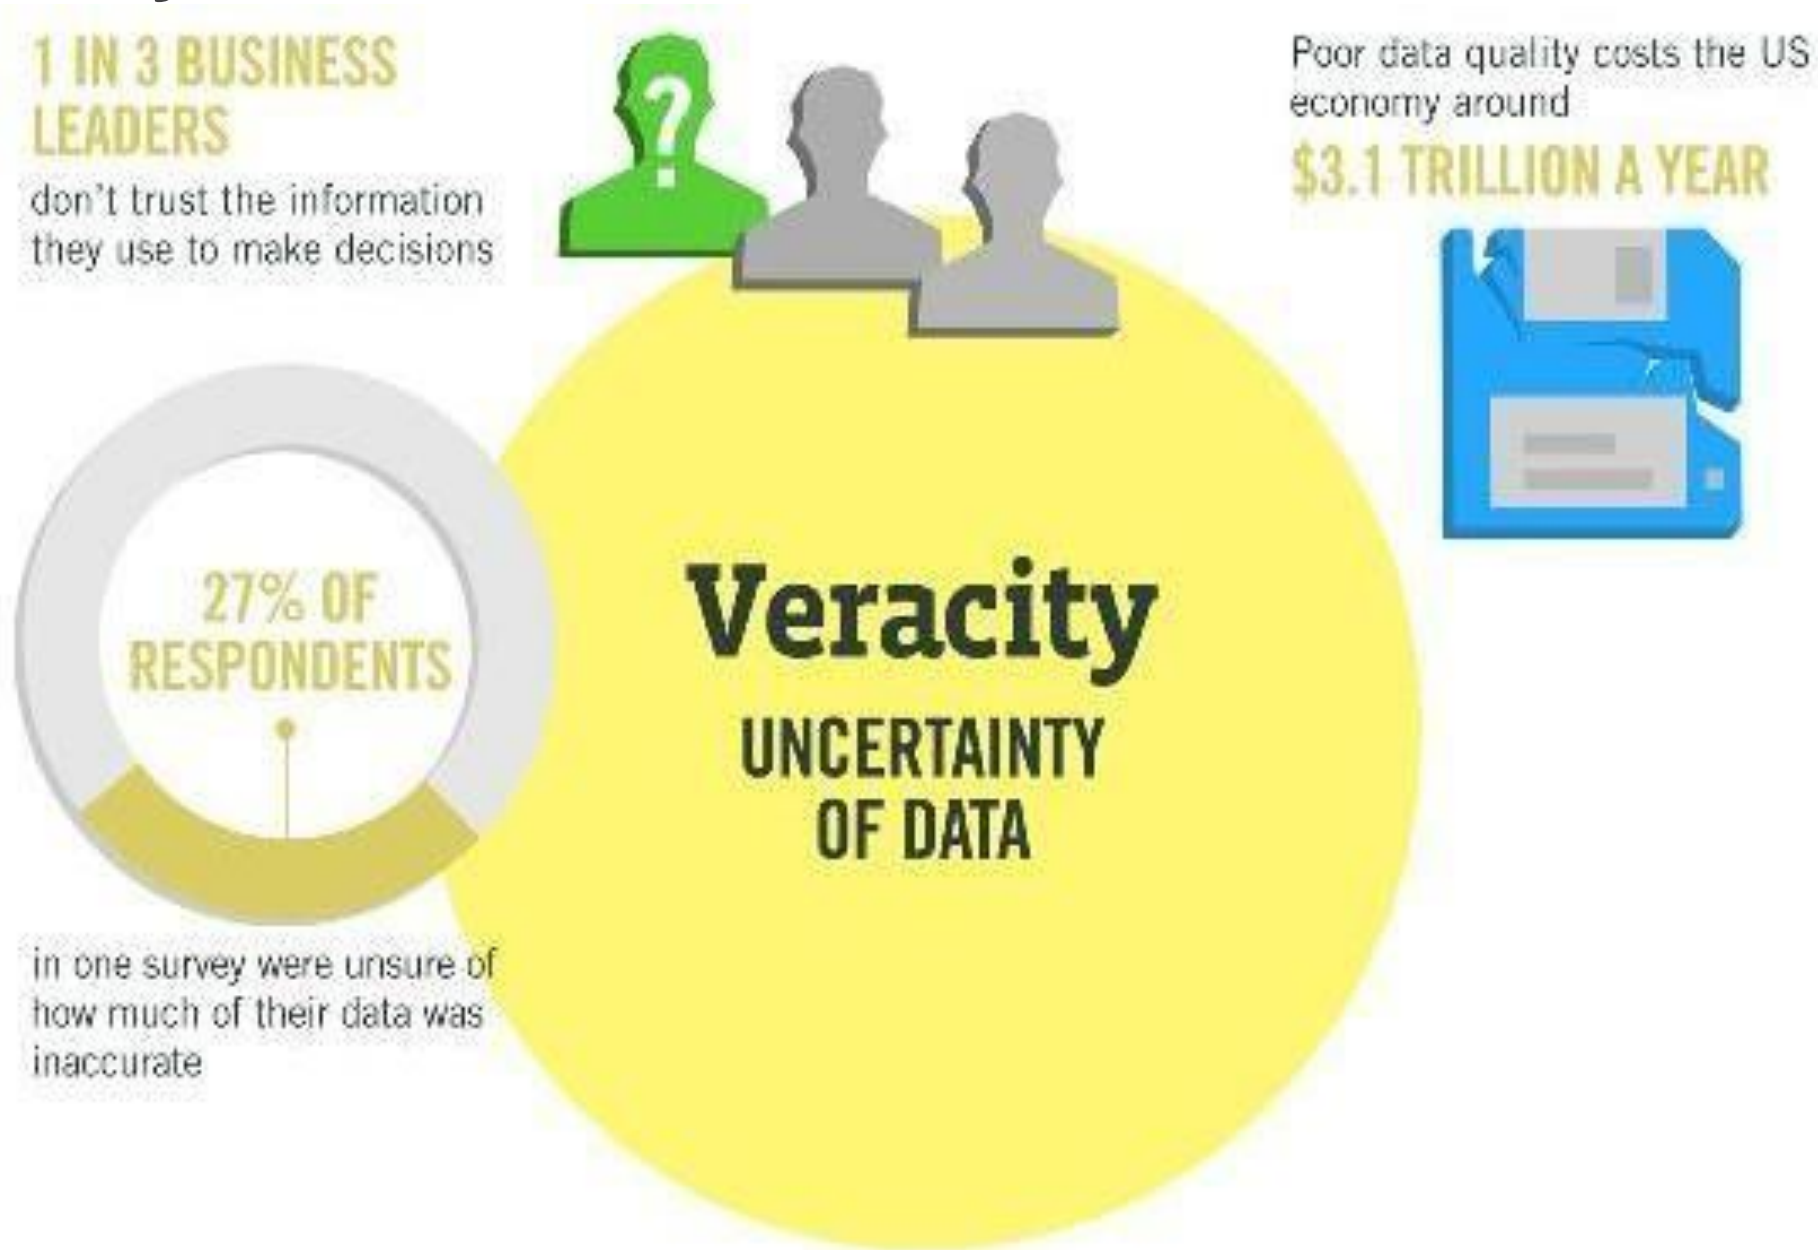 1 IN 3 BUSINESS
LEADERS
don't trust the information
they use to make decisions
?
Poor data quality costs the US
economy around
$3.1 TRILLION A YEAR
27% OF
RESPONDENTS
in one survey were unsure of
how much of their data was
inaccurate
Veracity
UNCERTAINTY
OF DATA